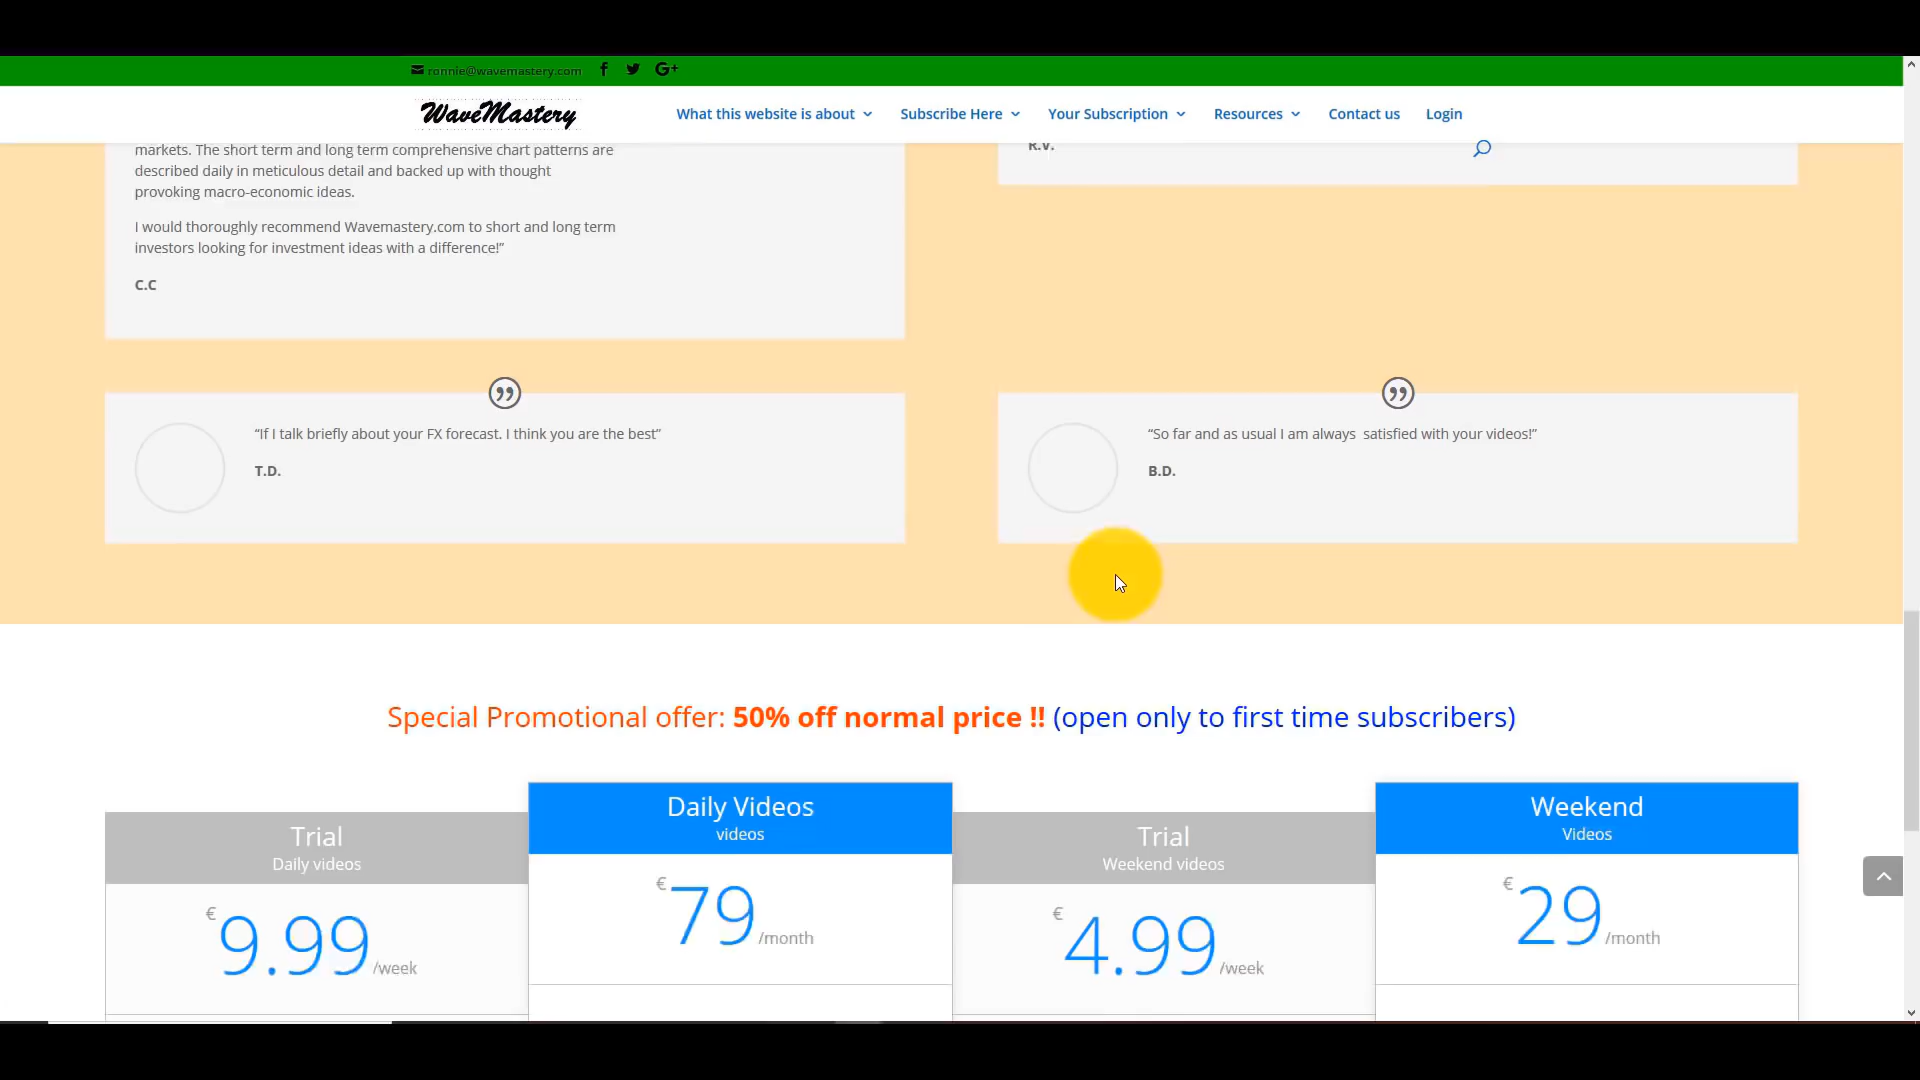 ronnie@wavemastery.com
WaveMastery
What this website is about
Subscribe Here
Your Subscription
Resources
Contact us
Login
markets. The short term and long term comprehensive chart patterns are
described daily in meticulous detail and backed up with thought
provoking macro-economic ideas.
I would thoroughly recommend Wavemastery.com to short and long term
investors looking for investment ideas with a difference!”
C.C
R.V.
“If I talk briefly about your FX forecast. I think you are the best”
T.D.
“So far and as usual I am always  satisfied with your videos!”
B.D.
Special Promotional offer: 50% off normal price !! (open only to first time subscribers)
Trial
Daily videos
€9.99/week
Daily Videos
videos
€79/month
Trial
Weekend videos
€4.99/week
Weekend
Videos
€29/month